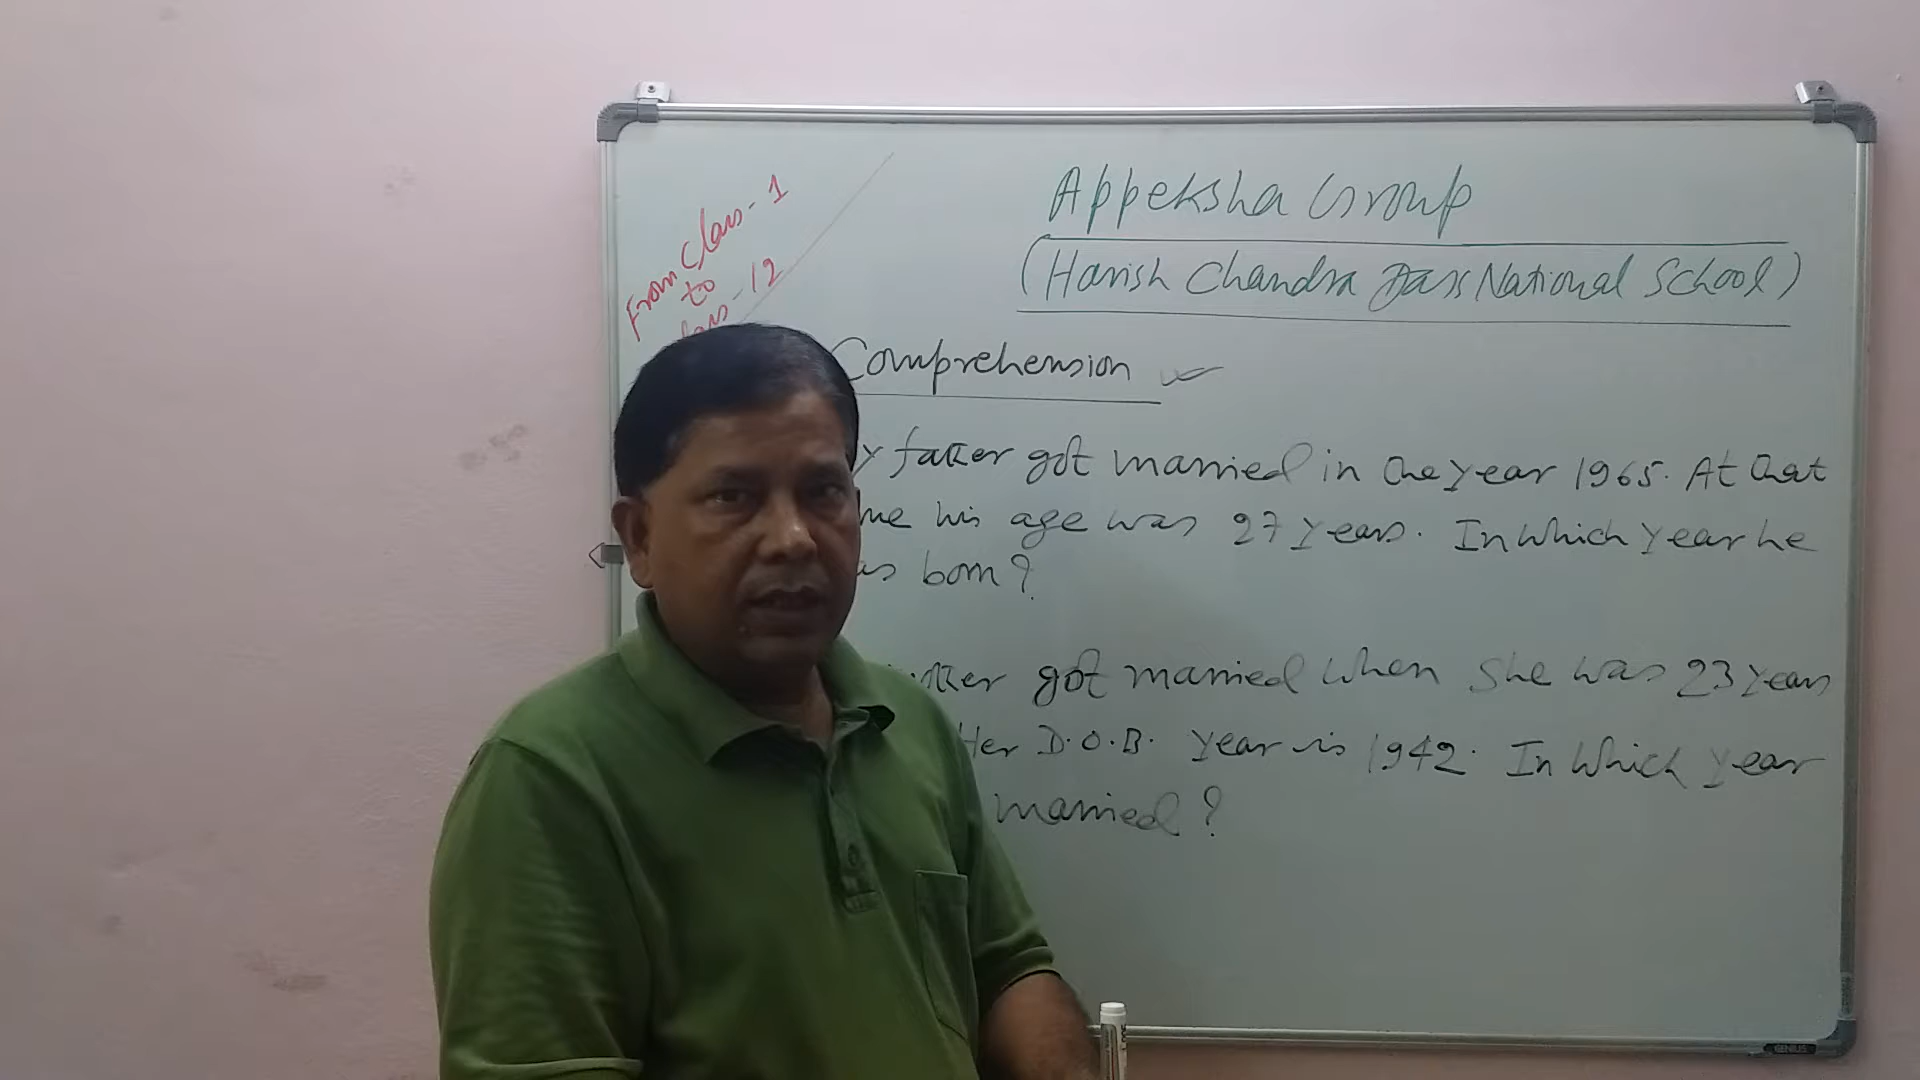 From Class-1
to
-12
Appeksha Group
(Harish Chandra Dass National School)
Comprehension
y father got married in the year 1965. At that
me his age was 27 years. In which year he
as born?
ther got married when she was 23 years
Her D.O.B. year is 1942. In which year
married?
GENIUS